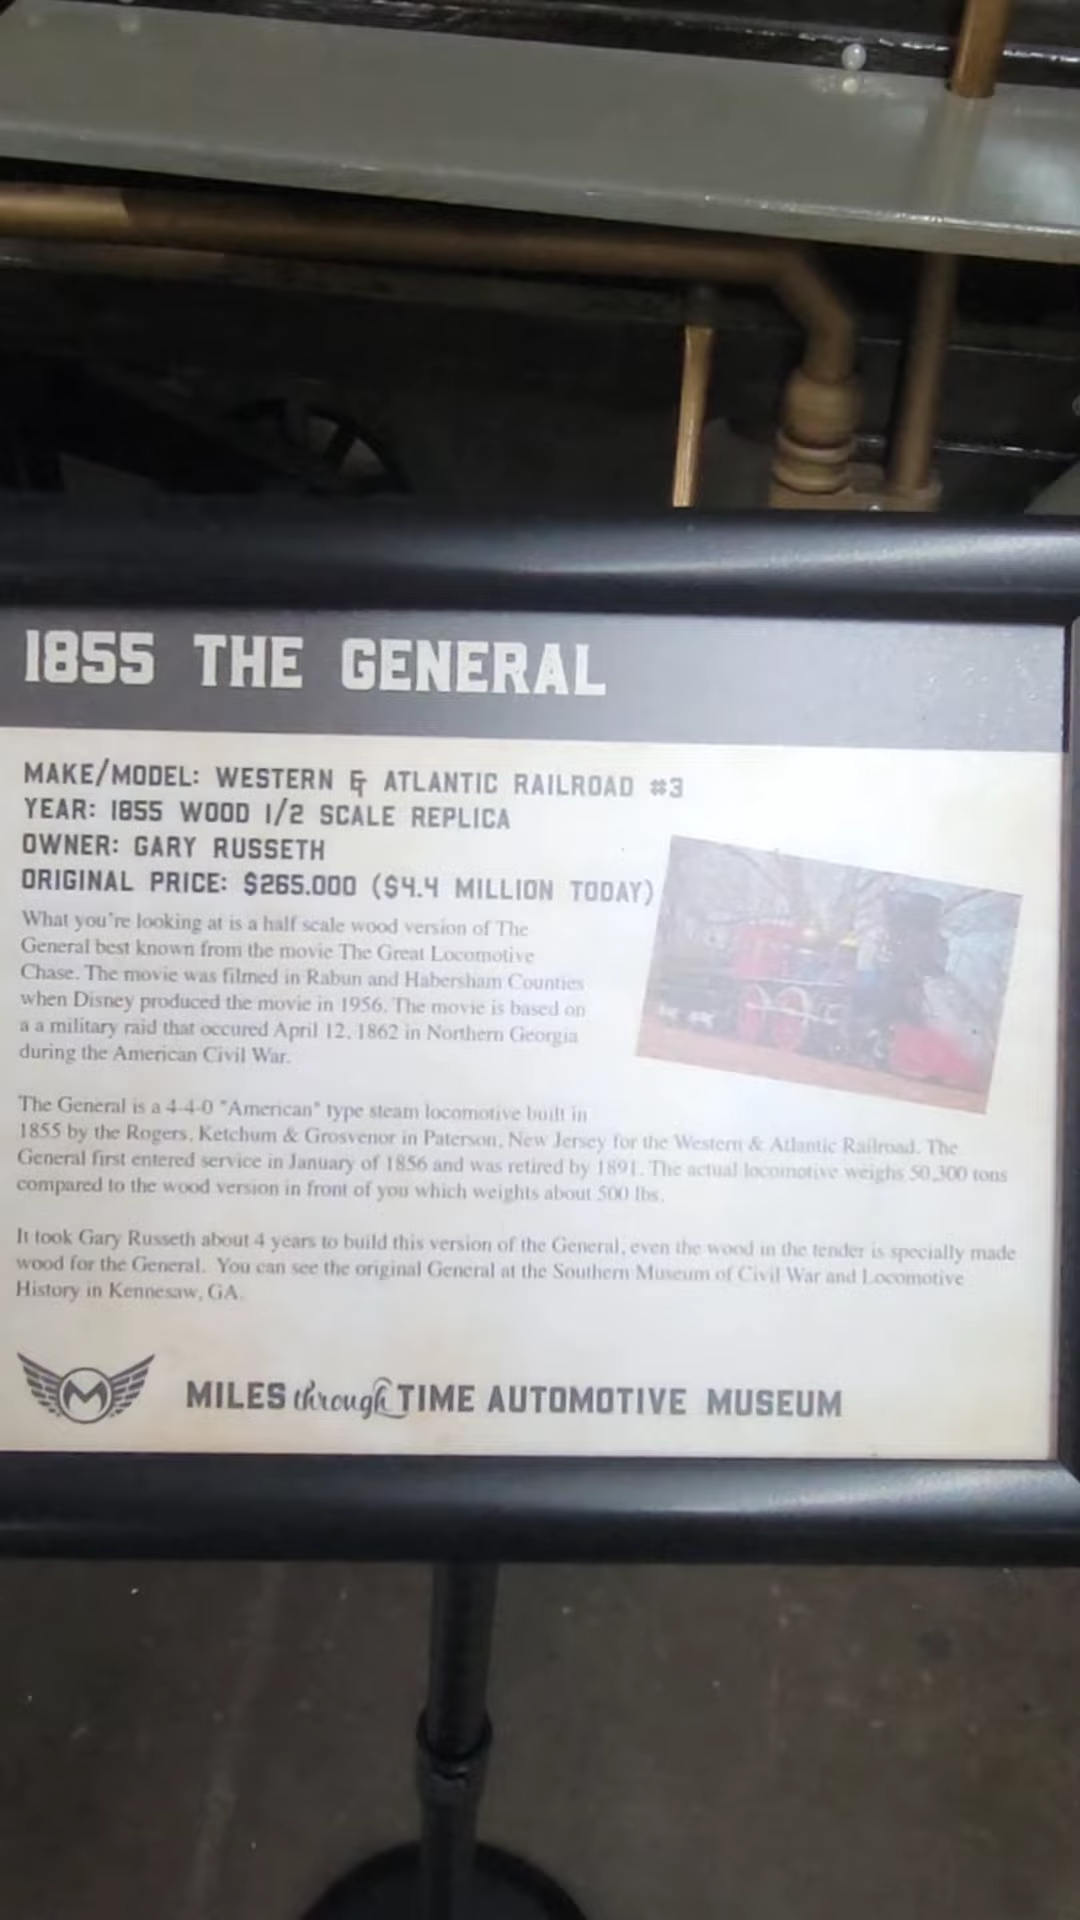 1855 THE GENERAL
MAKE/MODEL: WESTERN & ATLANTIC RAILROAD #3
YEAR: 1855 WOOD 1/2 SCALE REPLICA
OWNER: GARY RUSSETH
ORIGINAL PRICE: $265.000 ($4.4 MILLION TODAY)
What you're looking at is a half scale wood version of The
General best known from the movie The Great Locomotive
Chase. The movie was filmed in Rabun and Habersham Counties
when Disney produced the movie in 1956. The movie is based on
a a military raid that occured April 12, 1862 in Northern Georgia
during the American Civil War.
The General is a 4-4-0 "American" type steam locomotive built in
1855 by the Rogers, Ketchum & Grosvenor in Paterson, New Jersey for the Western & Atlantic Railroad. The
General first entered service in January of 1856 and was retired by 1891. The actual locomotive weighs 50,300 tons
compared to the wood version in front of you which weights about 500 lbs.
It took Gary Russeth about 4 years to build this version of the General, even the wood in the tender is specially made
wood for the General. You can see the original General at the Southern Museum of Civil War and Locomotive
History in Kennesaw, GA.
M MILES through TIME AUTOMOTIVE MUSEUM